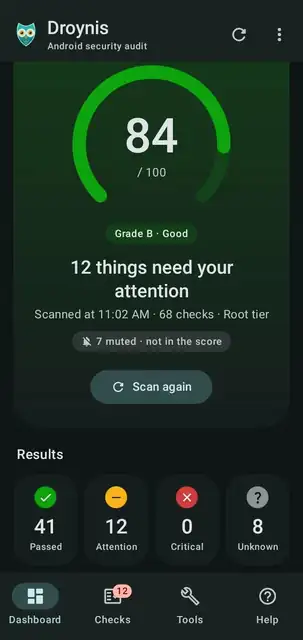 Droynis
Android security audit
84
/ 100
Grade B · Good
12 things need your
attention
Scanned at 11:02 AM · 68 checks · Root tier
7 muted · not in the score
Scan again
Results
?
41
12
0
8
Passed
Attention
Critical
Unknown
12
Dashboard
Checks
Tools
Help